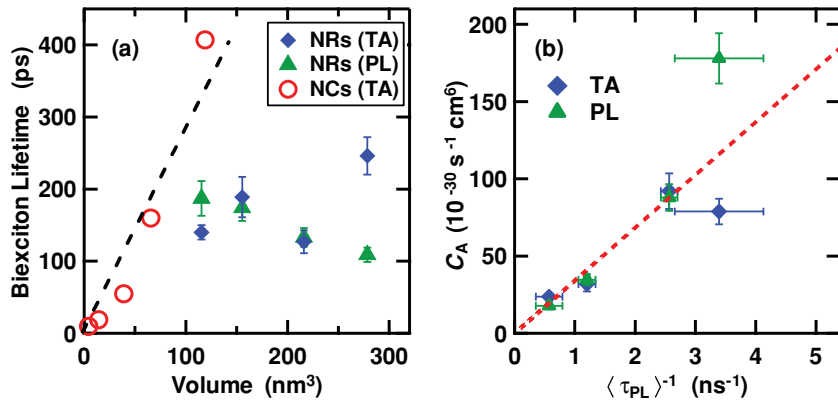 (a)
NRs (TA)
NRs (PL)
NCs (TA)
Biexciton Lifetime (ps)
400
300
200
100
0
0 100 200 300
Volume (nm³)
(b)
TA
PL
C_A (10⁻³⁰ s⁻¹ cm⁶)
200
150
100
50
0
0 1 2 3 4 5
⟨ τ_PL ⟩⁻¹ (ns⁻¹)